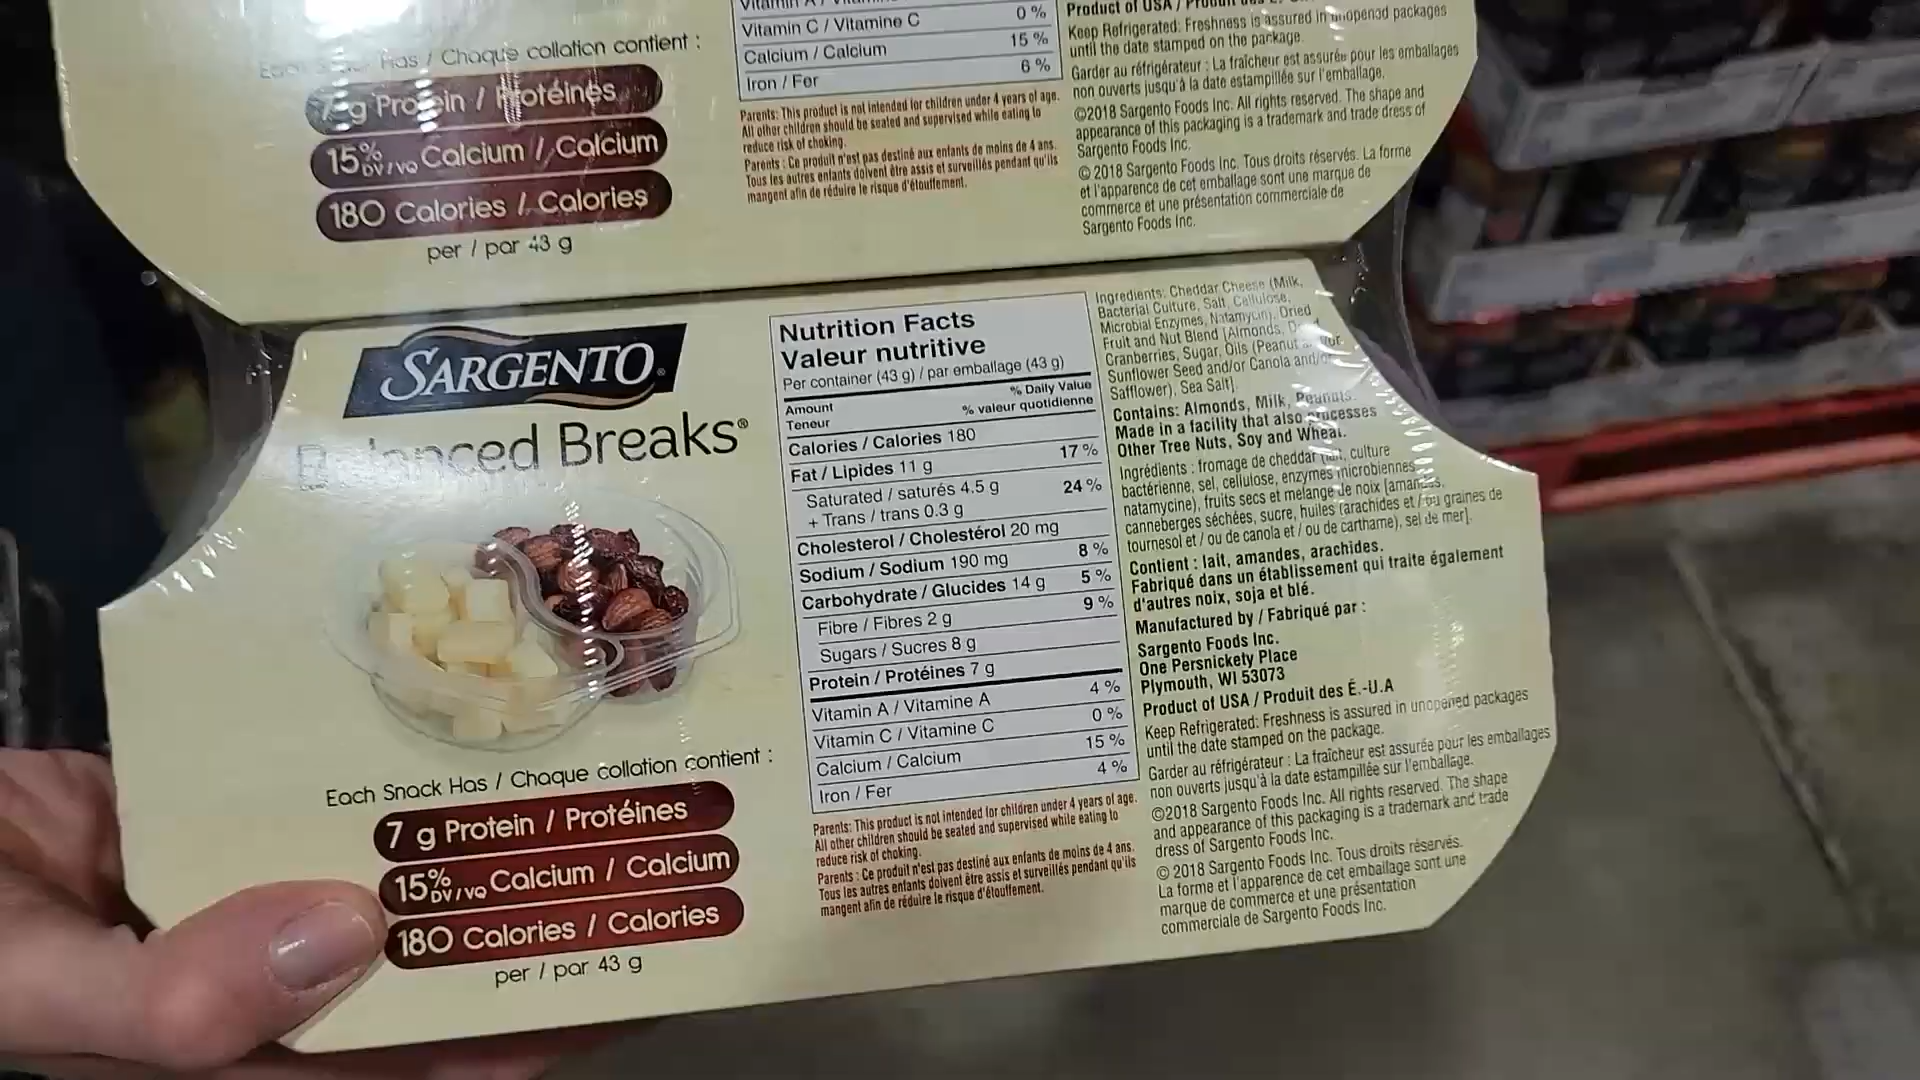 Vitamin C / Vitamine C 0 %
Calcium / Calcium 15 %
Iron / Fer 6 %
Has / Chaque collation contient :
g Protein / Protéines
15% DV/VQ Calcium / Calcium
180 Calories / Calories
per / par 43 g
Parents: This product is not intended for children under 4 years of age.
All other children should be seated and supervised while eating to
reduce risk of choking.
Parents : Ce produit n'est pas destiné aux enfants de moins de 4 ans.
Tous les autres enfants doivent être assis et surveillés pendant qu'ils
mangent afin de réduire le risque d'étouffement.
Product of USA /
Keep Refrigerated: Freshness is assured in unopened packages
until the date stamped on the package.
Garder au réfrigérateur : La fraîcheur est assurée pour les emballages
non ouverts jusqu'à la date estampillée sur l'emballage.
©2018 Sargento Foods Inc. All rights reserved. The shape and
appearance of this packaging is a trademark and trade dress of
Sargento Foods Inc.
© 2018 Sargento Foods Inc. Tous droits réservés. La forme
et l'apparence de cet emballage sont une marque de
commerce et une présentation commerciale de
Sargento Foods Inc.
SARGENTO®
Balanced Breaks®
Each Snack Has / Chaque collation contient :
7 g Protein / Protéines
15% DV/VQ Calcium / Calcium
180 Calories / Calories
per / par 43 g
Nutrition Facts
Valeur nutritive
Per container (43 g) / par emballage (43 g)
Amount % Daily Value
Teneur % valeur quotidienne
Calories / Calories 180
Fat / Lipides 11 g 17 %
Saturated / saturés 4.5 g 24 %
+ Trans / trans 0.3 g
Cholesterol / Cholestérol 20 mg
Sodium / Sodium 190 mg 8 %
Carbohydrate / Glucides 14 g 5 %
Fibre / Fibres 2 g 9 %
Sugars / Sucres 8 g
Protein / Protéines 7 g
Vitamin A / Vitamine A 4 %
Vitamin C / Vitamine C 0 %
Calcium / Calcium 15 %
Iron / Fer 4 %
Parents: This product is not intended for children under 4 years of age.
All other children should be seated and supervised while eating to
reduce risk of choking.
Parents : Ce produit n'est pas destiné aux enfants de moins de 4 ans.
Tous les autres enfants doivent être assis et surveillés pendant qu'ils
mangent afin de réduire le risque d'étouffement.
Ingredients: Cheddar Cheese (Milk,
Bacterial Culture, Salt, Cellulose,
Microbial Enzymes, Natamycin), Dried
Fruit and Nut Blend [Almonds, Dried
Cranberries, Sugar, Oils (Peanut
Sunflower Seed and/or Canola and/or
Safflower), Sea Salt].
Contains: Almonds, Milk, Peanuts.
Made in a facility that also processes
Other Tree Nuts, Soy and Wheat.
Ingrédients : fromage de cheddar (lait, culture
bactérienne, sel, cellulose, enzymes microbiennes,
natamycine), fruits secs et melange de noix [amandes,
canneberges séchées, sucre, huiles (arachides et / ou graines de
tournesol et / ou de canola et / ou de carthame), sel de mer].
Contient : lait, amandes, arachides.
Fabriqué dans un établissement qui traite également
d'autres noix, soja et blé.
Manufactured by / Fabriqué par :
Sargento Foods Inc.
One Persnickety Place
Plymouth, WI 53073
Product of USA / Produit des É.-U.A
Keep Refrigerated: Freshness is assured in unopened packages
until the date stamped on the package.
Garder au réfrigérateur : La fraîcheur est assurée pour les emballages
non ouverts jusqu'à la date estampillée sur l'emballage.
©2018 Sargento Foods Inc. All rights reserved. The shape
and appearance of this packaging is a trademark and trade
dress of Sargento Foods Inc.
© 2018 Sargento Foods Inc. Tous droits réservés.
La forme et l'apparence de cet emballage sont une
marque de commerce et une présentation
commerciale de Sargento Foods Inc.